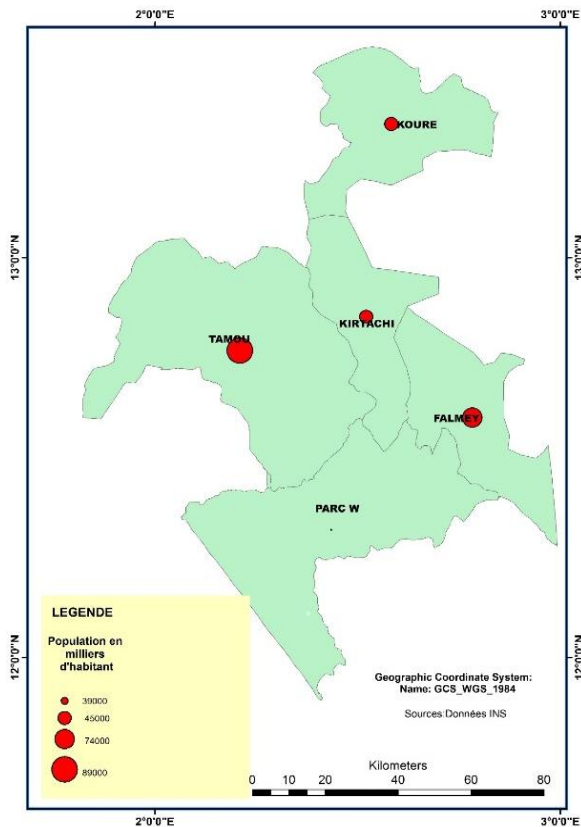 2°0'0"E 3°0'0"E
KOURE
13°0'0"N 13°0'0"N
KIRTACHI
TAMOU
FALMEY
PARC W
LEGENDE
Population en
milliers
d'habitant
39000
45000
74000
89000
12°0'0"N 12°0'0"N
Geographic Coordinate System:
Name: GCS_WGS_1984
Sources:Données INS
Kilometers
0 5 10 20 40 60 80
2°0'0"E 3°0'0"E